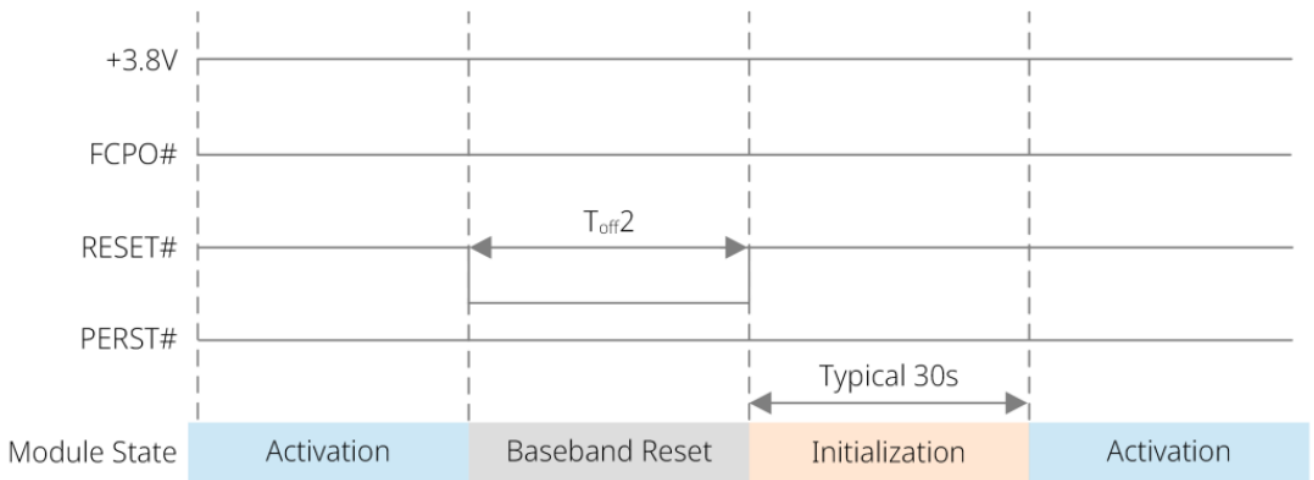 +3.8V
FCPO#
Toff2
RESET#
PERST#
Typical 30s
Module State Activation Baseband Reset Initialization Activation